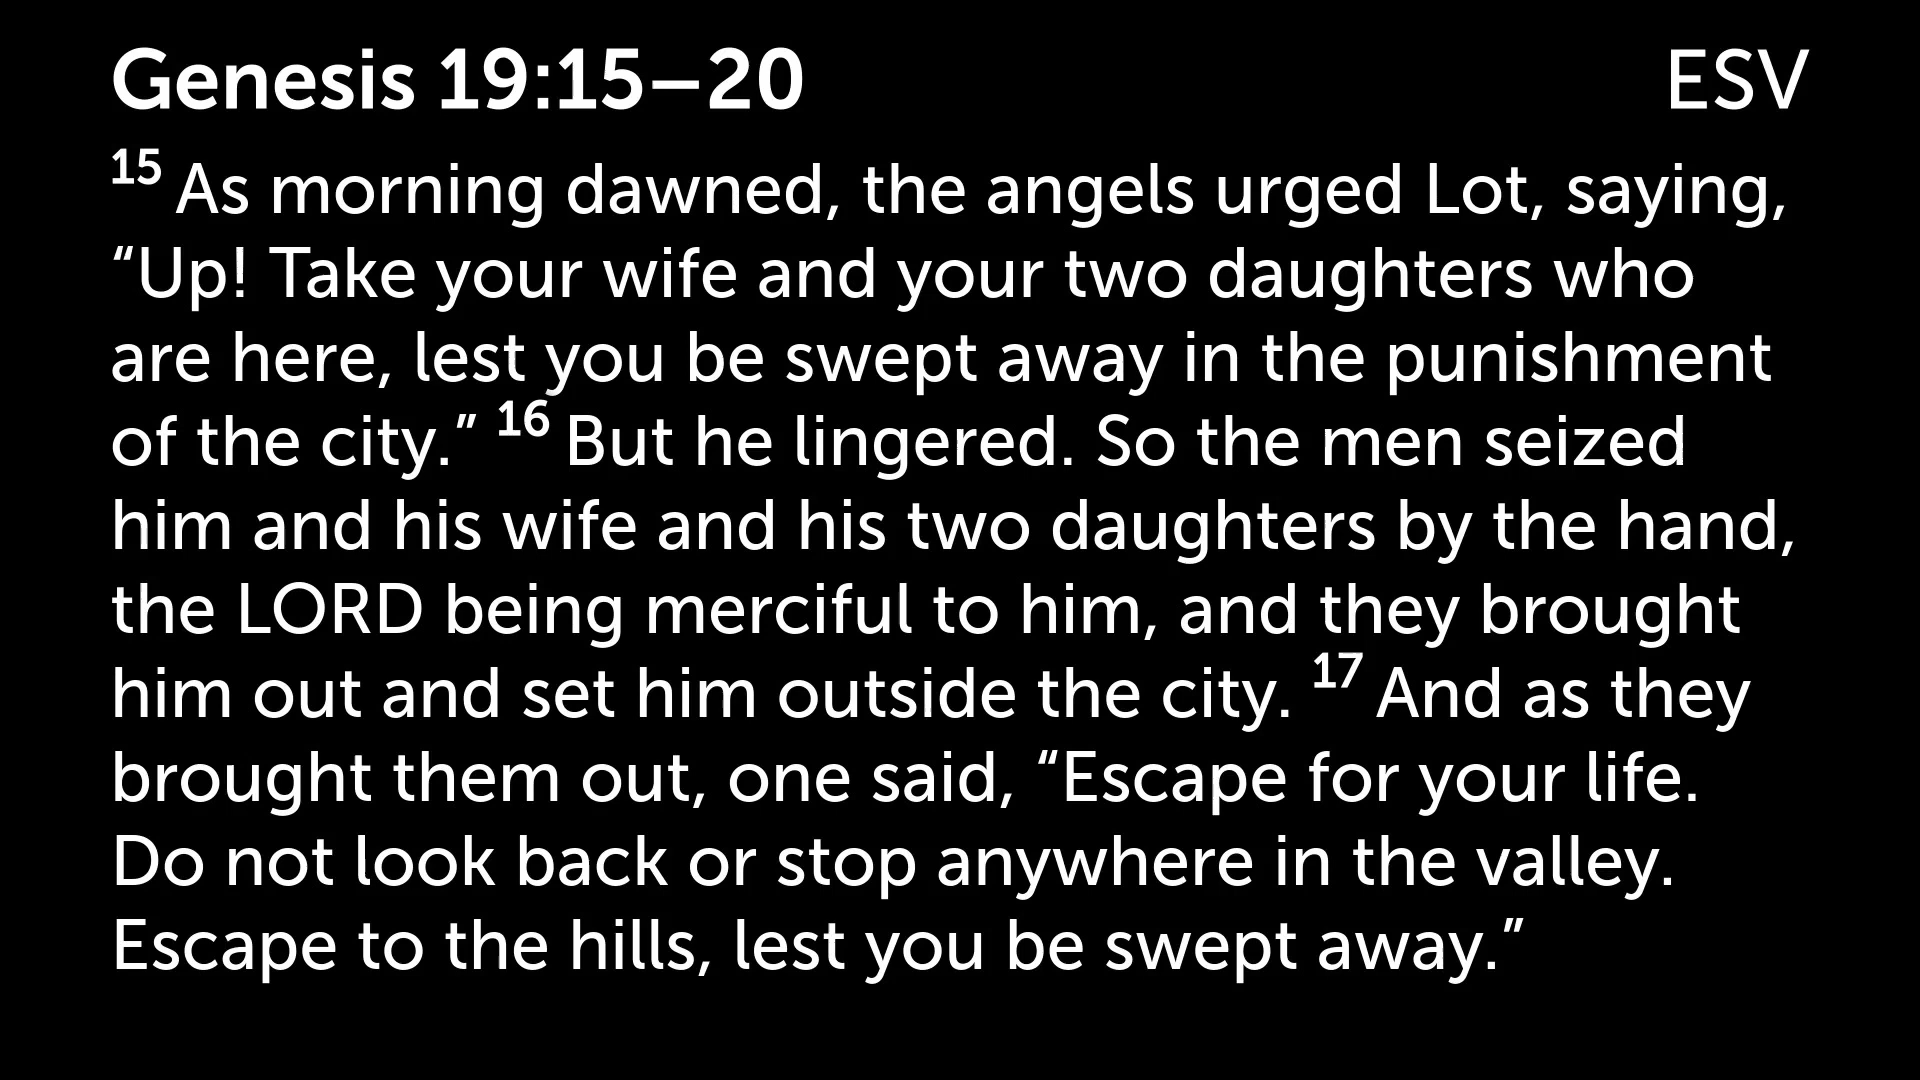 Genesis 19:15–20 ESV
15 As morning dawned, the angels urged Lot, saying,
“Up! Take your wife and your two daughters who
are here, lest you be swept away in the punishment
of the city.” 16 But he lingered. So the men seized
him and his wife and his two daughters by the hand,
the LORD being merciful to him, and they brought
him out and set him outside the city. 17 And as they
brought them out, one said, “Escape for your life.
Do not look back or stop anywhere in the valley.
Escape to the hills, lest you be swept away.”